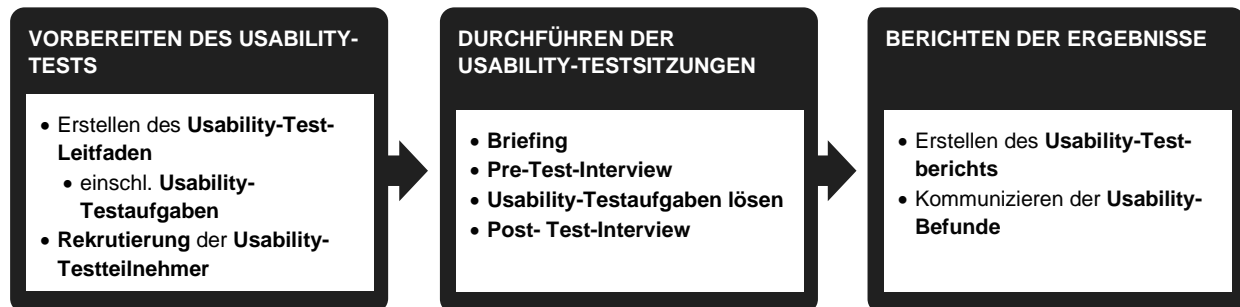 VORBEREITEN DES USABILITY-
TESTS
• Erstellen des Usability-Test-
Leitfaden
• einschl. Usability-
Testaufgaben
• Rekrutierung der Usability-
Testteilnehmer
DURCHFÜHREN DER
USABILITY-TESTSITZUNGEN
• Briefing
• Pre-Test-Interview
• Usability-Testaufgaben lösen
• Post- Test-Interview
BERICHTEN DER ERGEBNISSE
• Erstellen des Usability-Test-
berichts
• Kommunizieren der Usability-
Befunde